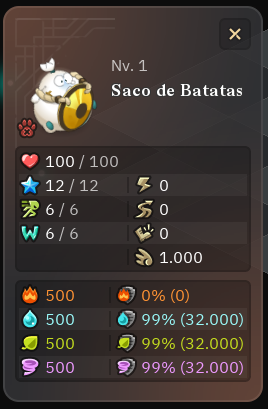 ×
Nv. 1
Saco de Batatas
100 / 100
12 / 12 0
6 / 6 0
6 / 6 0
1.000
500 0% (0)
500 99% (32.000)
500 99% (32.000)
500 99% (32.000)